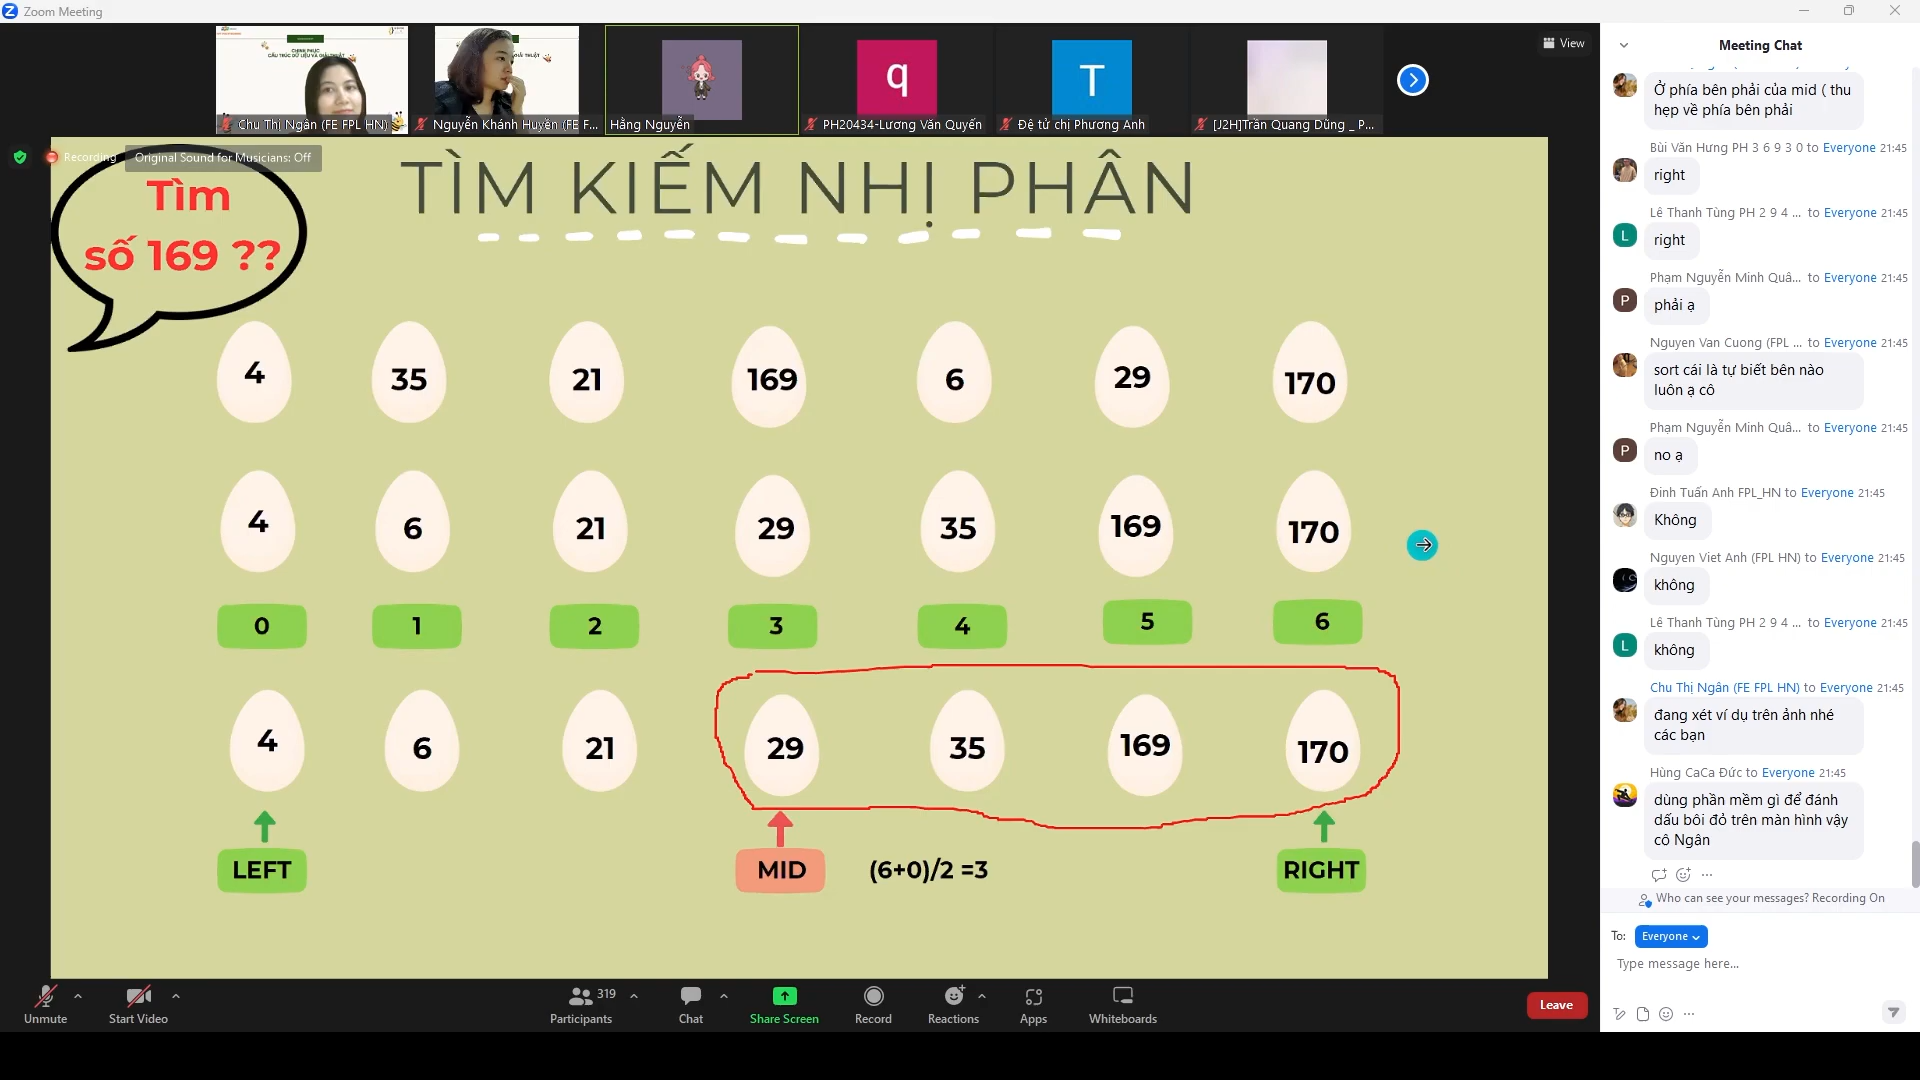 Zoom Meeting
CHINH PHỤC
CẤU TRÚC DỮ LIỆU VÀ GIẢI THUẬT
View
Chu Thị Ngân (FE FPL HN)
Nguyễn Khánh Huyền (FE F...
Hằng Nguyễn
q
PH20434-Lương Văn Quyến
T
Đệ tử chị Phương Anh
[J2H]Trần Quang Dũng _ P...
Recording
Original Sound for Musicians: Off
TÌM KIẾM NHỊ PHÂN
Tìm
số 169 ??
4 35 21 169 6 29 170
4 6 21 29 35 169 170
0 1 2 3 4 5 6
4 6 21 29 35 169 170
LEFT MID (6+0)/2 =3 RIGHT
Unmute
Start Video
319
Participants
Chat
Share Screen
Record
Reactions
Apps
Whiteboards
Leave
Meeting Chat
Ở phía bên phải của mid ( thu
hẹp về phía bên phải
Bùi Văn Hưng PH 3 6 9 3 0 to Everyone 21:45
right
Lê Thanh Tùng PH 2 9 4 ... to Everyone 21:45
L
right
Phạm Nguyễn Minh Quâ... to Everyone 21:45
P
phải ạ
Nguyen Van Cuong (FPL ... to Everyone 21:45
sort cái là tự biết bên nào
luôn ạ cô
Phạm Nguyễn Minh Quâ... to Everyone 21:45
P
no ạ
Đinh Tuấn Anh FPL_HN to Everyone 21:45
Không
Nguyen Viet Anh (FPL HN) to Everyone 21:45
không
Lê Thanh Tùng PH 2 9 4 ... to Everyone 21:45
L
không
Chu Thị Ngân (FE FPL HN) to Everyone 21:45
đang xét ví dụ trên ảnh nhé
các bạn
Hùng CaCa Đức to Everyone 21:45
dùng phần mềm gì để đánh
dấu bôi đỏ trên màn hình vậy
cô Ngân
Who can see your messages? Recording On
To: Everyone
Type message here...